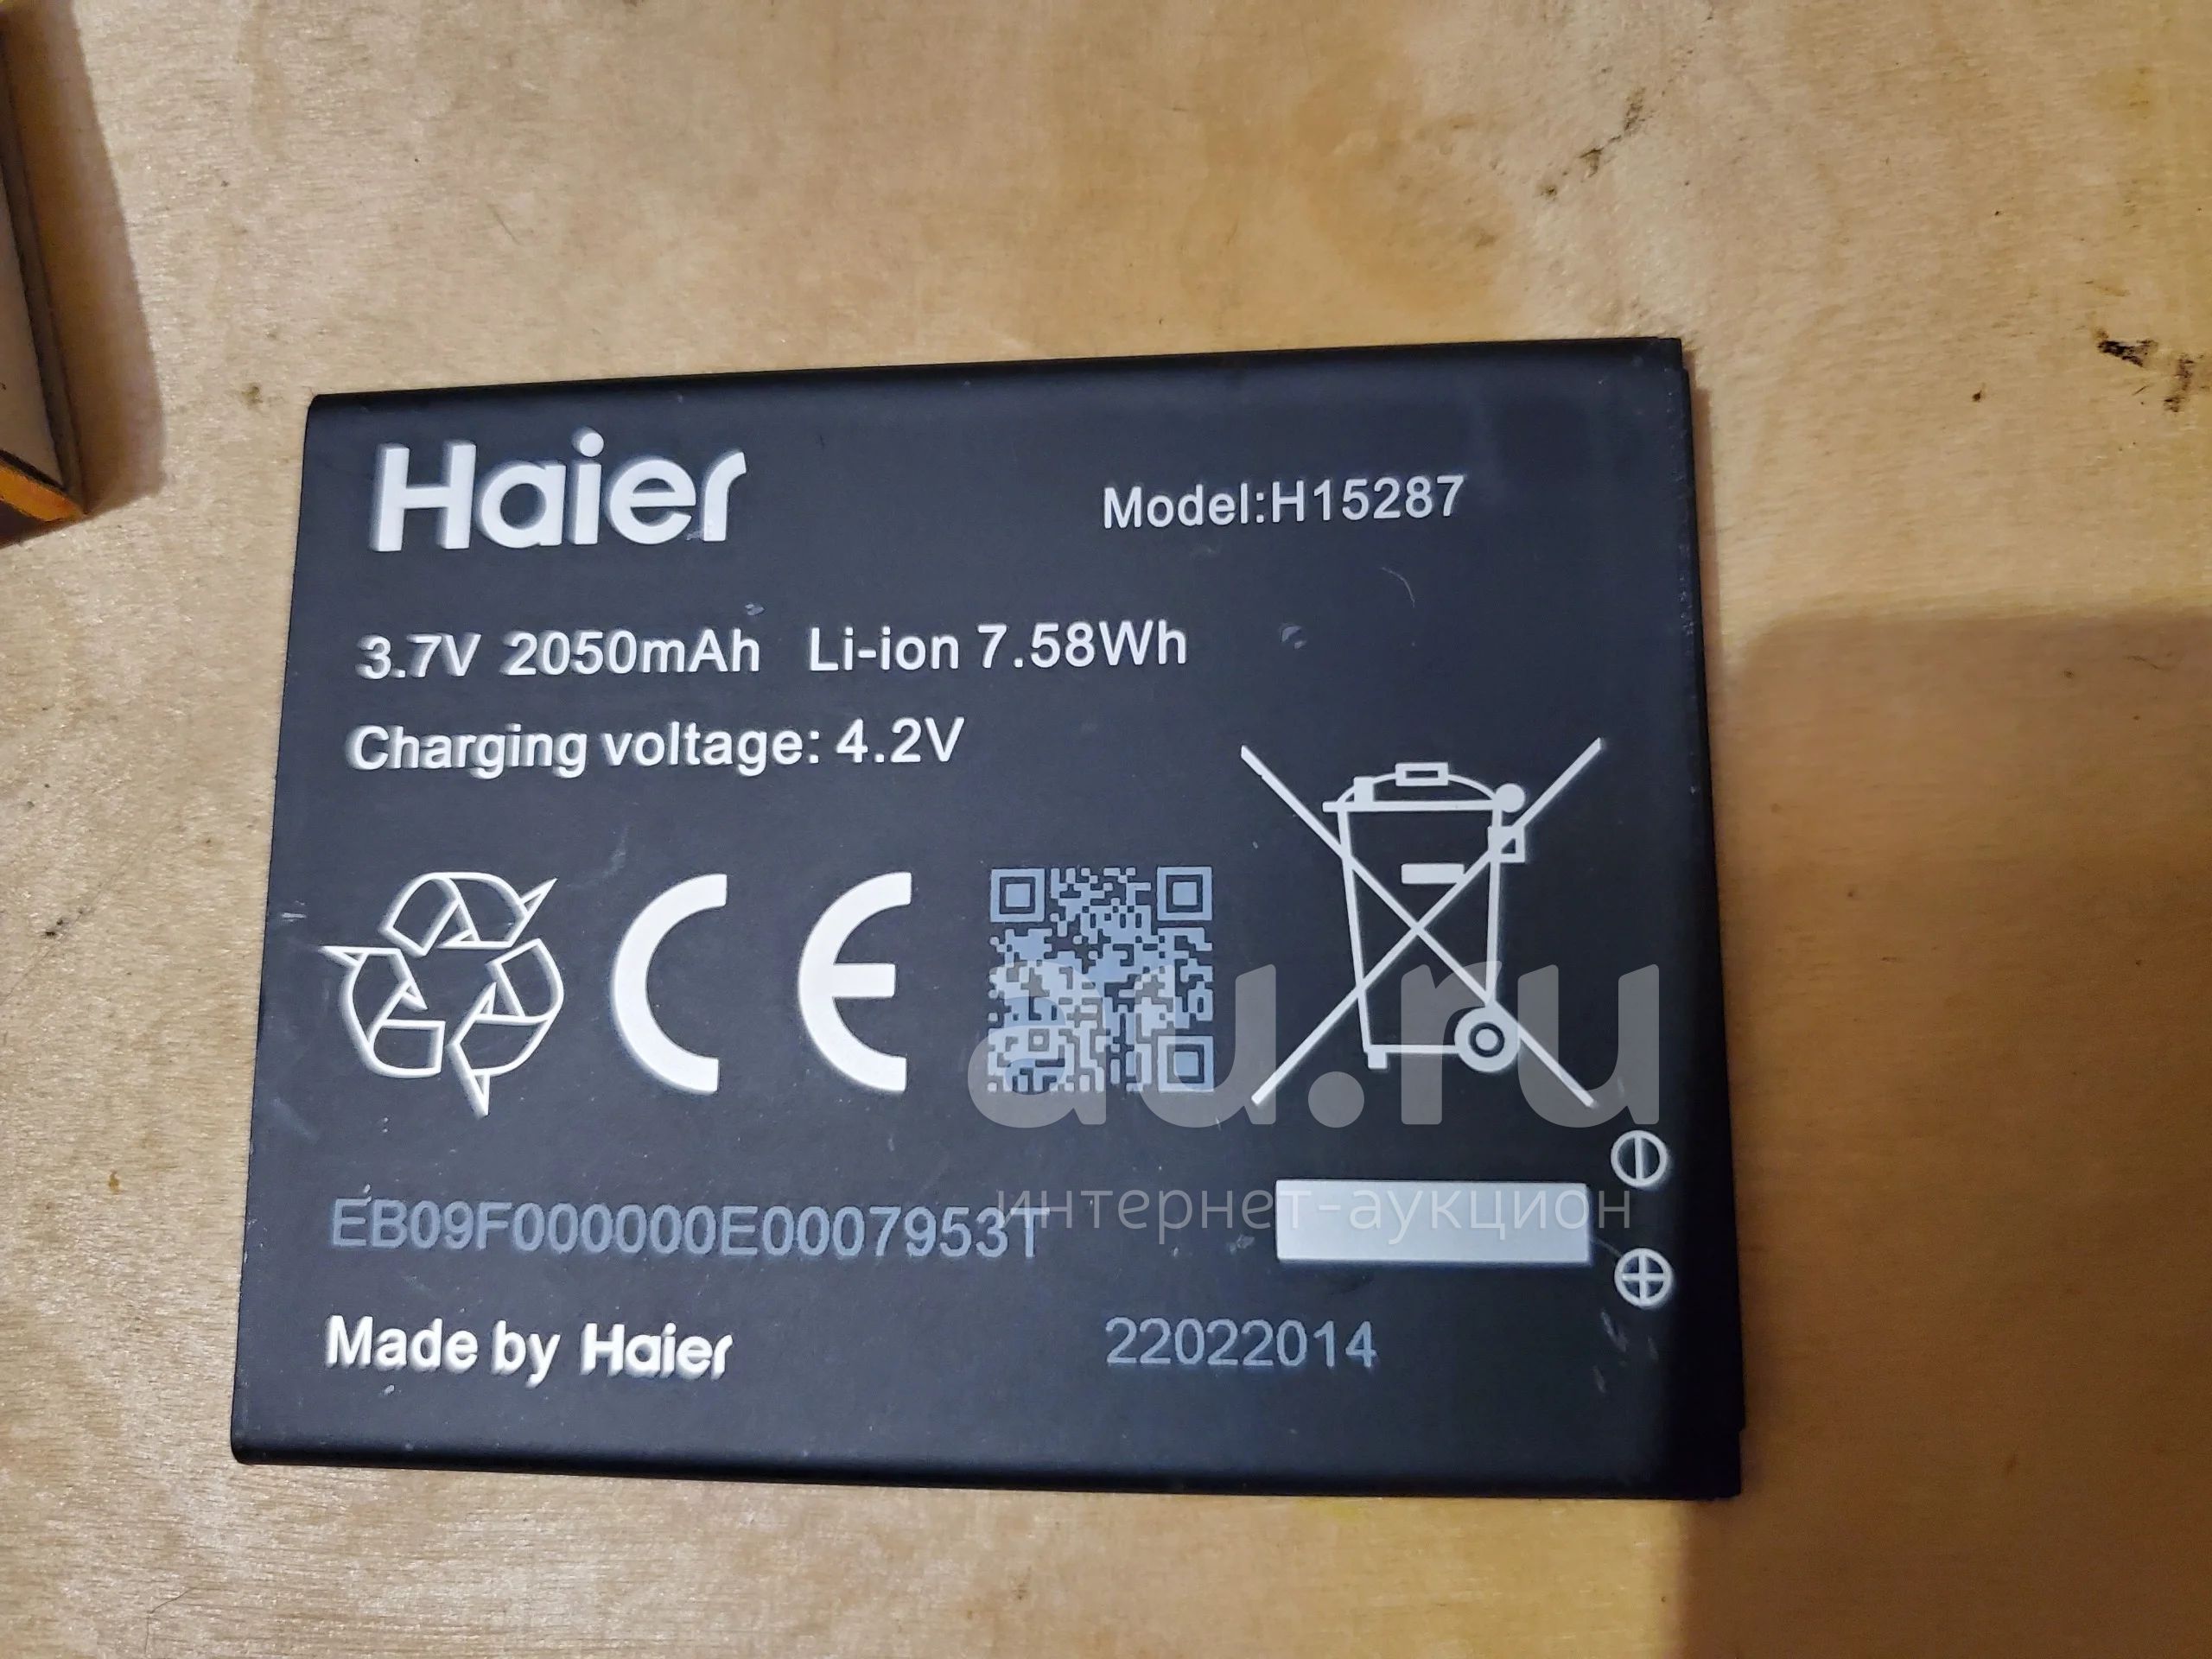 Haier
Model:H15287
3.7V 2050mAh Li-ion 7.58Wh
Charging voltage: 4.2V
CE
au.ru
интернет-аукцион
EB09F000000E0007953T
Made by Haier
22022014